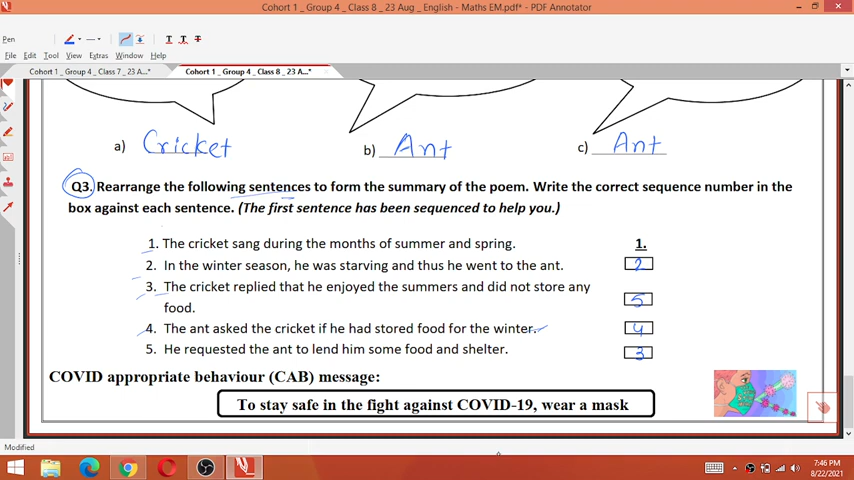 Cohort 1 _ Group 4 _ Class 8 _ 23 Aug _ English - Maths EM.pdf* - PDF Annotator
Pen
File Edit Tool View Extras Window Help
Cohort 1 _ Group 4 _ Class 7 _ 23 A..." Cohort 1 _ Group 4 _ Class 8 _ 23 A..."
a) Cricket b) Ant c) Ant
Q3. Rearrange the following sentences to form the summary of the poem. Write the correct sequence number in the
box against each sentence. (The first sentence has been sequenced to help you.)
1. The cricket sang during the months of summer and spring. 1.
2. In the winter season, he was starving and thus he went to the ant. 2
3. The cricket replied that he enjoyed the summers and did not store any
food. 5
4. The ant asked the cricket if he had stored food for the winter. 4
5. He requested the ant to lend him some food and shelter. 3
COVID appropriate behaviour (CAB) message:
To stay safe in the fight against COVID-19, wear a mask
Modified
7:46 PM
8/22/2021